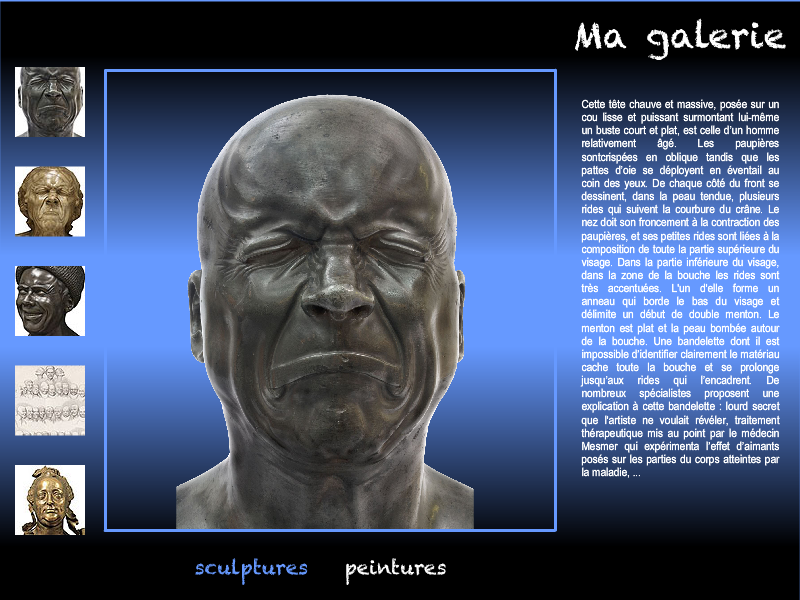 Ma galerie
Cette tête chauve et massive, posée sur un
cou lisse et puissant surmontant lui-même
un buste court et plat, est celle d'un homme
relativement âgé. Les paupières
sontcrispées en oblique tandis que les
pattes d'oie se déployent en éventail au
coin des yeux. De chaque côté du front se
dessinent, dans la peau tendue, plusieurs
rides qui suivent la courbure du crâne. Le
nez doit son froncement à la contraction des
paupières, et ses petites rides sont liées à la
composition de toute la partie supérieure du
visage. Dans la partie inférieure du visage,
dans la zone de la bouche les rides sont
très accentuées. L'un d'elle forme un
anneau qui borde le bas du visage et
délimite un début de double menton. Le
menton est plat et la peau bombée autour
de la bouche. Une bandelette dont il est
impossible d'identifier clairement le matériau
cache toute la bouche et se prolonge
jusqu'aux rides qui l'encadrent. De
nombreux spécialistes proposent une
explication à cette bandelette : lourd secret
que l'artiste ne voulait révéler, traitement
thérapeutique mis au point par le médecin
Mesmer qui expérimenta l'effet d'aimants
posés sur les parties du corps atteintes par
la maladie, ...
sculptures peintures